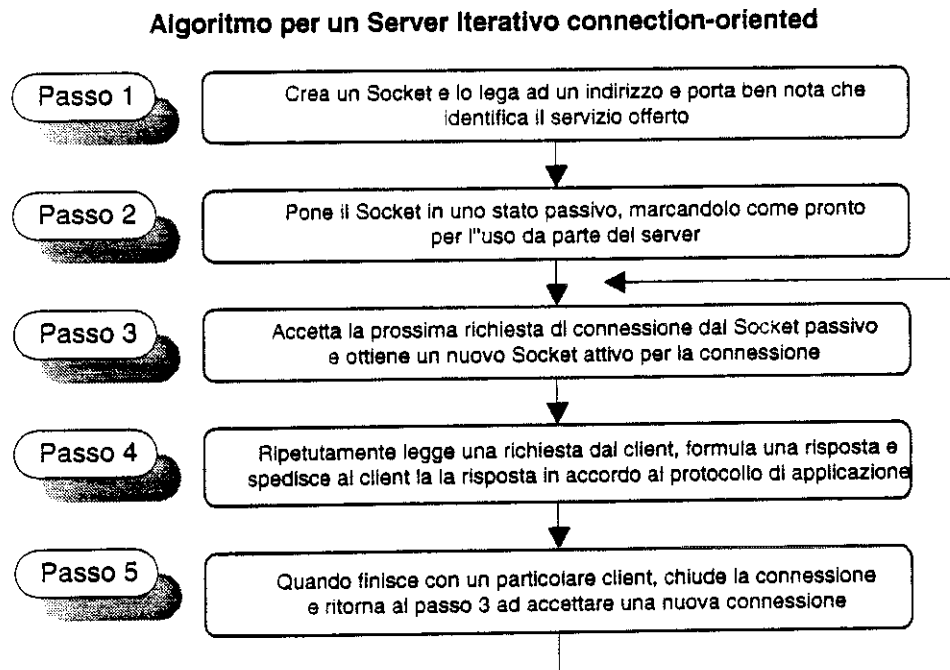 Algoritmo per un Server Iterativo connection-oriented
Passo 1
Crea un Socket e lo lega ad un indirizzo e porta ben nota che
identifica il servizio offerto
Passo 2
Pone il Socket in uno stato passivo, marcandolo come pronto
per l''uso da parte del server
Passo 3
Accetta la prossima richiesta di connessione dal Socket passivo
e ottiene un nuovo Socket attivo per la connessione
Passo 4
Ripetutamente legge una richiesta dal client, formula una risposta e
spedisce al client la la risposta in accordo al protocollo di applicazione
Passo 5
Quando finisce con un particolare client, chiude la connessione
e ritorna al passo 3 ad accettare una nuova connessione